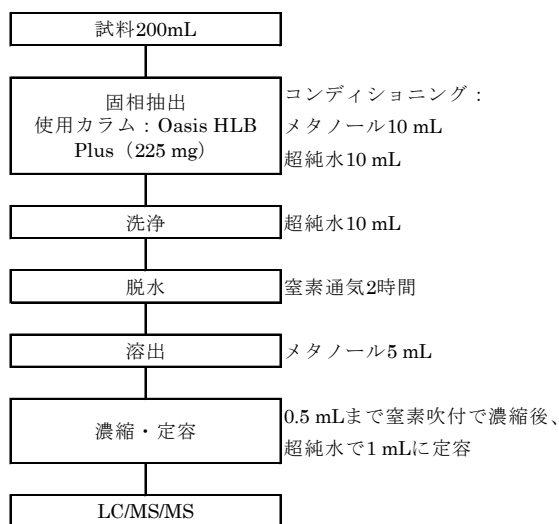 試料200mL
固相抽出
使用カラム：Oasis HLB
Plus（225 mg）
コンディショニング：
メタノール10 mL
超純水10 mL
洗浄
超純水10 mL
脱水
窒素通気2時間
溶出
メタノール5 mL
濃縮・定容
0.5 mLまで窒素吹付で濃縮後、
超純水で1 mLに定容
LC/MS/MS